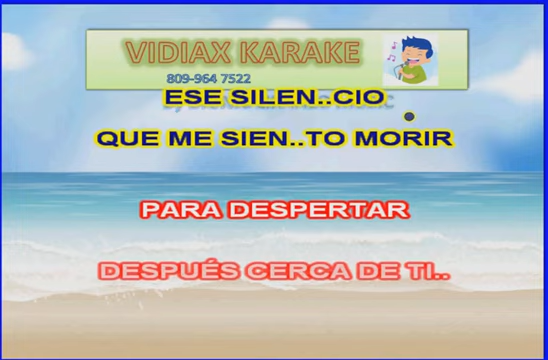 VIDIAX KARAKE
809-964 7522
ESE SILEN..CIO
QUE ME SIEN..TO MORIR
PARA DESPERTAR
DESPUÉS CERCA DE TI..